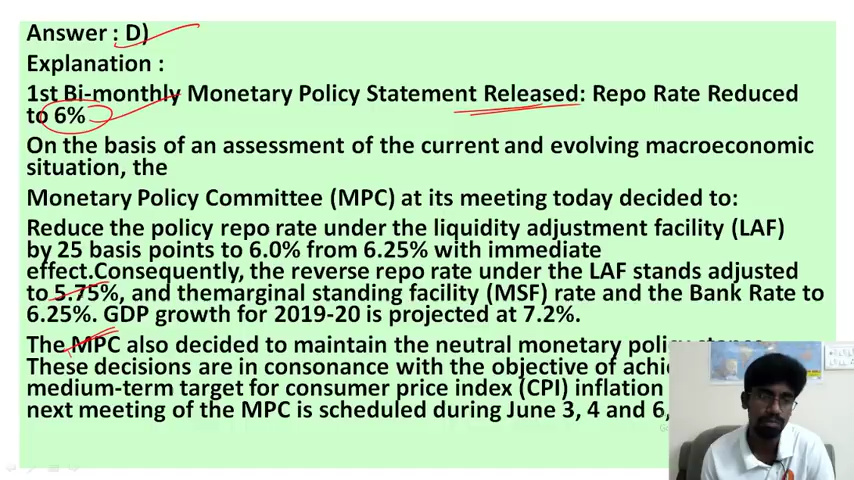 Answer : D)
Explanation :
1st Bi-monthly Monetary Policy Statement Released: Repo Rate Reduced
to 6%
On the basis of an assessment of the current and evolving macroeconomic
situation, the
Monetary Policy Committee (MPC) at its meeting today decided to:
Reduce the policy repo rate under the liquidity adjustment facility (LAF)
by 25 basis points to 6.0% from 6.25% with immediate
effect.Consequently, the reverse repo rate under the LAF stands adjusted
to 5.75%, and themarginal standing facility (MSF) rate and the Bank Rate to
6.25%. GDP growth for 2019-20 is projected at 7.2%.
The MPC also decided to maintain the neutral monetary policy
These decisions are in consonance with the objective of
medium-term target for consumer price index (CPI) inflation
next meeting of the MPC is scheduled during June 3, 4 and 6,